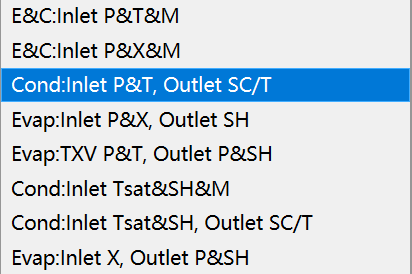 E&C:Inlet P&T&M
E&C:Inlet P&X&M
Cond:Inlet P&T, Outlet SC/T
Evap:Inlet P&X, Outlet SH
Evap:TXV P&T, Outlet P&SH
Cond:Inlet Tsat&SH&M
Cond:Inlet Tsat&SH, Outlet SC/T
Evap:Inlet X, Outlet P&SH